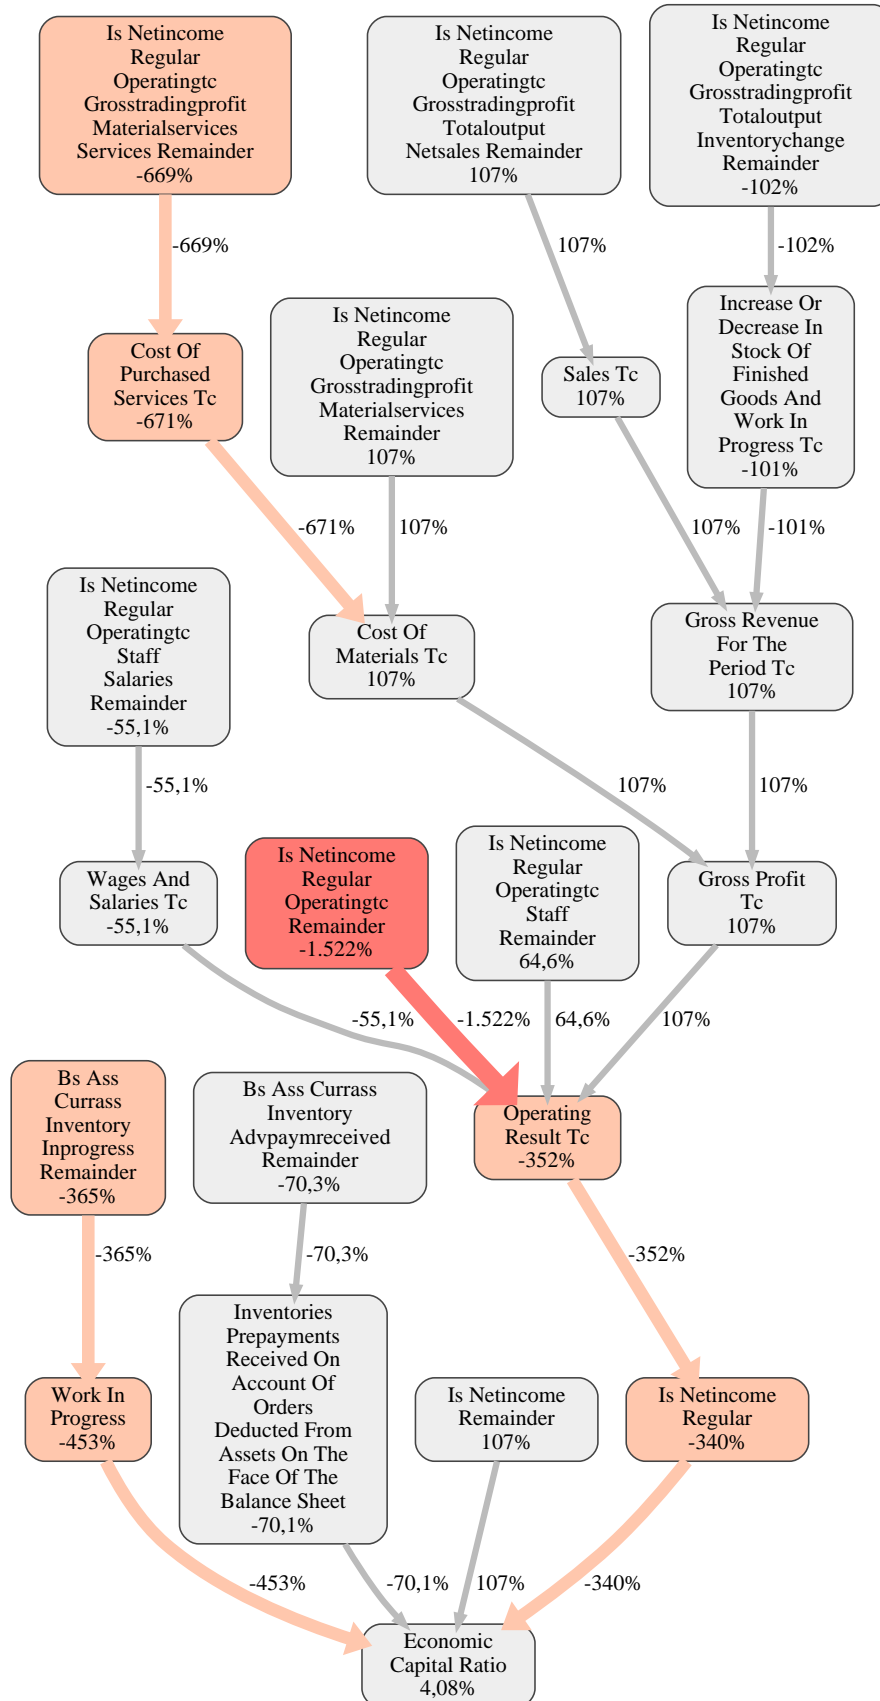 Is Netincome
Regular
Operatingtc
Grosstradingprofit
Materialservices
Services Remainder
-669%
Is Netincome
Regular
Operatingtc
Grosstradingprofit
Totaloutput
Netsales Remainder
107%
Is Netincome
Regular
Operatingtc
Grosstradingprofit
Totaloutput
Inventorychange
Remainder
-102%
-669%
107%
-102%
Cost Of
Purchased
Services Tc
-671%
Is Netincome
Regular
Operatingtc
Grosstradingprofit
Materialservices
Remainder
107%
Sales Tc
107%
Increase Or
Decrease In
Stock Of
Finished
Goods And
Work In
Progress Tc
-101%
-671%
107%
107%
-101%
Is Netincome
Regular
Operatingtc
Staff
Salaries
Remainder
-55,1%
Cost Of
Materials Tc
107%
Gross Revenue
For The
Period Tc
107%
-55,1%
107%
107%
Wages And
Salaries Tc
-55,1%
Is Netincome
Regular
Operatingtc
Remainder
-1.522%
Is Netincome
Regular
Operatingtc
Staff
Remainder
64,6%
Gross Profit
Tc
107%
-55,1%
-1.522%
64,6%
107%
Bs Ass
Currass
Inventory
Inprogress
Remainder
-365%
Bs Ass Currass
Inventory
Advpaymreceived
Remainder
-70,3%
Operating
Result Tc
-352%
-365%
-70,3%
-352%
Work In
Progress
-453%
Inventories
Prepayments
Received On
Account Of
Orders
Deducted From
Assets On The
Face Of The
Balance Sheet
-70,1%
Is Netincome
Remainder
107%
Is Netincome
Regular
-340%
-453%
-70,1%
107%
-340%
Economic
Capital Ratio
4,08%